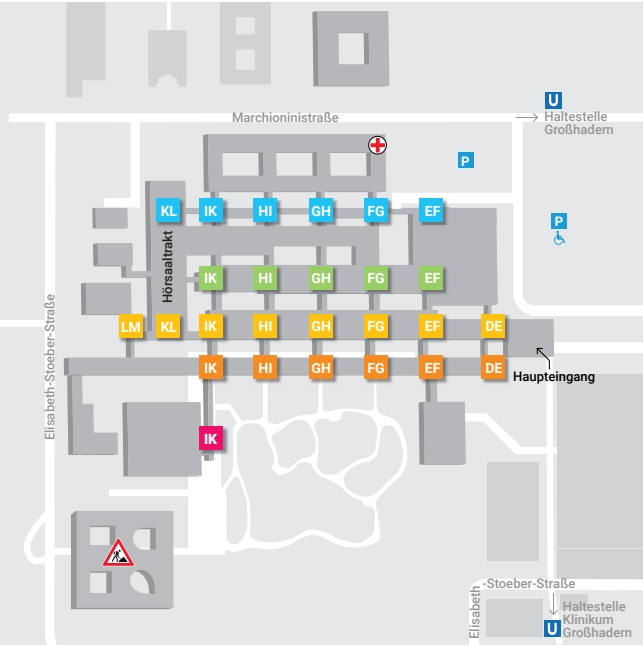 U
Marchioninistraße
Haltestelle
Großhadern
P
P
KL IK HI GH FG EF
Hörsaaltrakt
IK HI GH FG EF
LM KL IK HI GH FG EF DE
Elisabeth-Stoeber-Straße
IK HI GH FG EF DE
Haupteingang
IK
Elisabeth -Stoeber-Straße
Haltestelle
Klinikum
U Großhadern